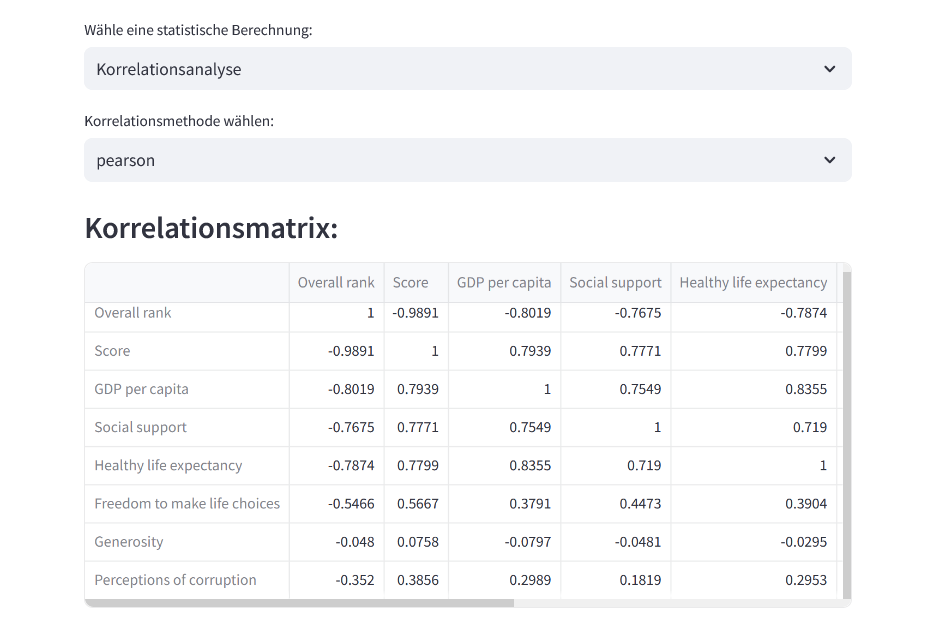 Wähle eine statistische Berechnung:
Korrelationsanalyse
Korrelationsmethode wählen:
pearson
Korrelationsmatrix:
Overall rank Score GDP per capita Social support Healthy life expectancy
Overall rank 1 -0.9891 -0.8019 -0.7675 -0.7874
Score -0.9891 1 0.7939 0.7771 0.7799
GDP per capita -0.8019 0.7939 1 0.7549 0.8355
Social support -0.7675 0.7771 0.7549 1 0.719
Healthy life expectancy -0.7874 0.7799 0.8355 0.719 1
Freedom to make life choices -0.5466 0.5667 0.3791 0.4473 0.3904
Generosity -0.048 0.0758 -0.0797 -0.0481 -0.0295
Perceptions of corruption -0.352 0.3856 0.2989 0.1819 0.2953